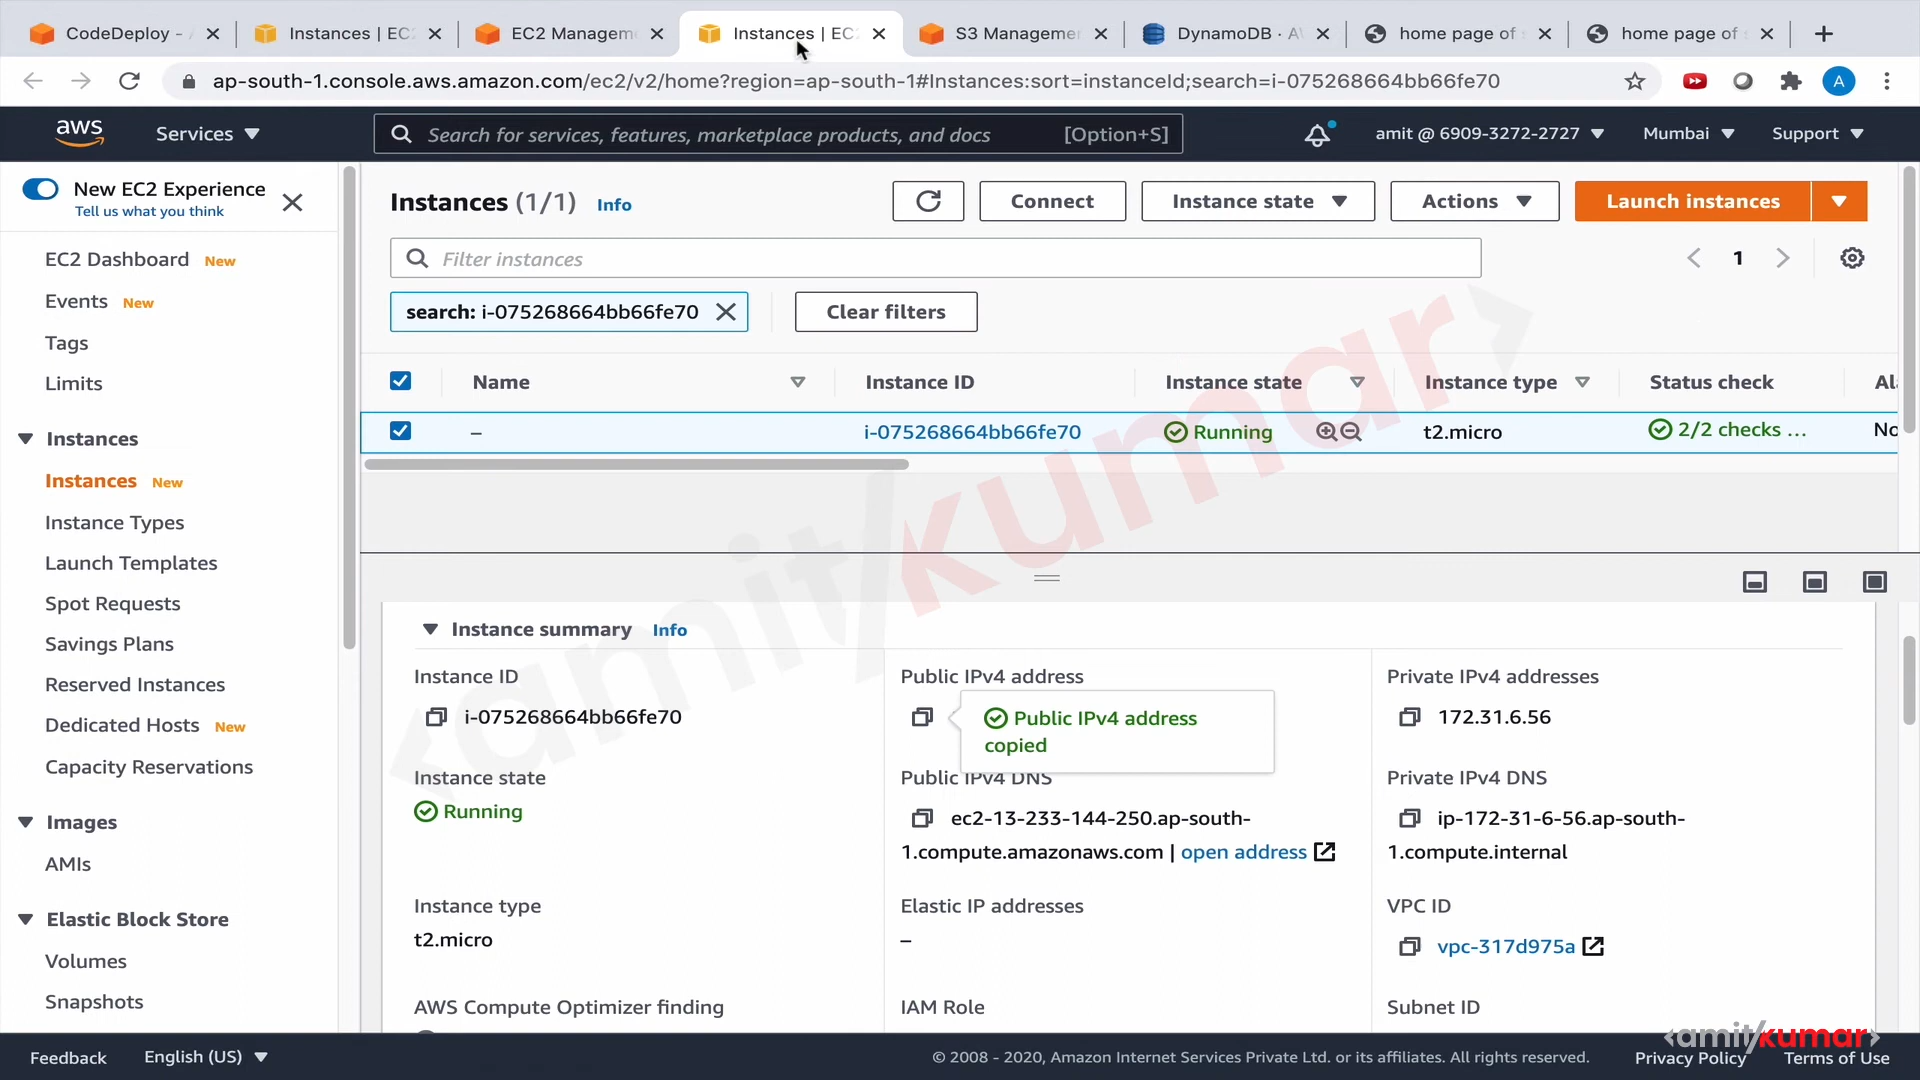 CodeDeploy - A
Instances | EC2
EC2 Managem
Instances | EC2
S3 Managemen
DynamoDB · AW
home page of s
home page of s
ap-south-1.console.aws.amazon.com/ec2/v2/home?region=ap-south-1#Instances:sort=instanceId;search=i-075268664bb66fe70
A
aws
Services
Search for services, features, marketplace products, and docs
[Option+S]
amit @ 6909-3272-2727
Mumbai
Support
New EC2 Experience
Tell us what you think
EC2 Dashboard New
Events New
Tags
Limits
Instances
Instances New
Instance Types
Launch Templates
Spot Requests
Savings Plans
Reserved Instances
Dedicated Hosts New
Capacity Reservations
Images
AMIs
Elastic Block Store
Volumes
Snapshots
Instances (1/1) Info
Connect
Instance state
Actions
Launch instances
Filter instances
1
search: i-075268664bb66fe70
Clear filters
Name
Instance ID
Instance state
Instance type
Status check
Al
–
i-075268664bb66fe70
Running
t2.micro
2/2 checks ...
No
Instance summary Info
Instance ID
i-075268664bb66fe70
Public IPv4 address
Public IPv4 address
copied
Private IPv4 addresses
172.31.6.56
Instance state
Running
Public IPv4 DNS
ec2-13-233-144-250.ap-south-
1.compute.amazonaws.com | open address
Private IPv4 DNS
ip-172-31-6-56.ap-south-
1.compute.internal
Instance type
t2.micro
Elastic IP addresses
–
VPC ID
vpc-317d975a
AWS Compute Optimizer finding
IAM Role
Subnet ID
<amit/kumar>
<amit/kumar>
Feedback
English (US)
© 2008 - 2020, Amazon Internet Services Private Ltd. or its affiliates. All rights reserved.
Privacy Policy
Terms of Use